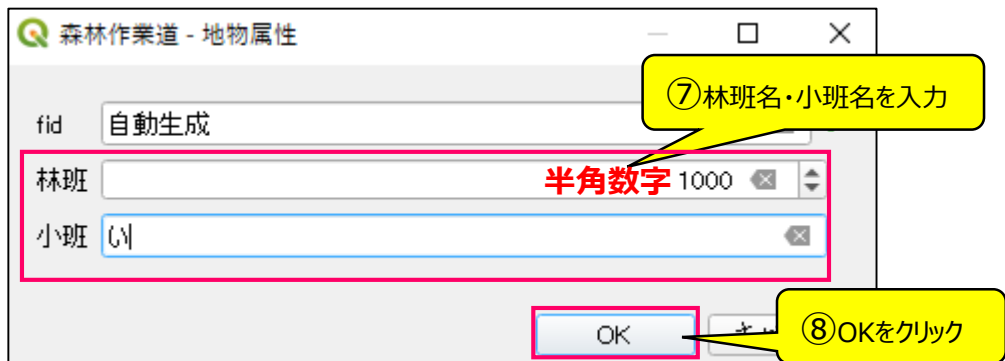 森林作業道 - 地物属性
⑦林班名・小班名を入力
fid 自動生成
林班 半角数字 1000
小班 い
OK
⑧OKをクリック